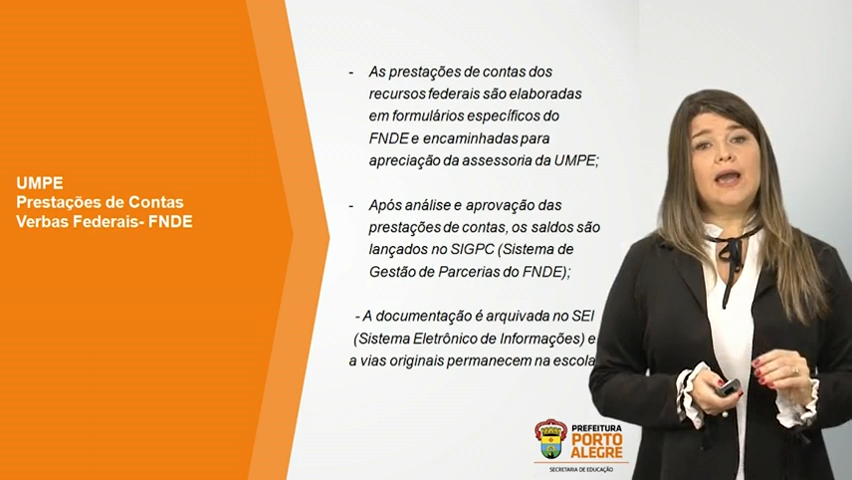 UMPE
Prestações de Contas
Verbas Federais- FNDE
- As prestações de contas dos
recursos federais são elaboradas
em formulários específicos do
FNDE e encaminhadas para
apreciação da assessoria da UMPE;
- Após análise e aprovação das
prestações de contas, os saldos são
lançados no SIGPC (Sistema de
Gestão de Parcerias do FNDE);
- A documentação é arquivada no SEI
(Sistema Eletrônico de Informações) e
a vias originais permanecem na escola
PREFEITURA
PORTO
ALEGRE
SECRETARIA DE EDUCAÇÃO